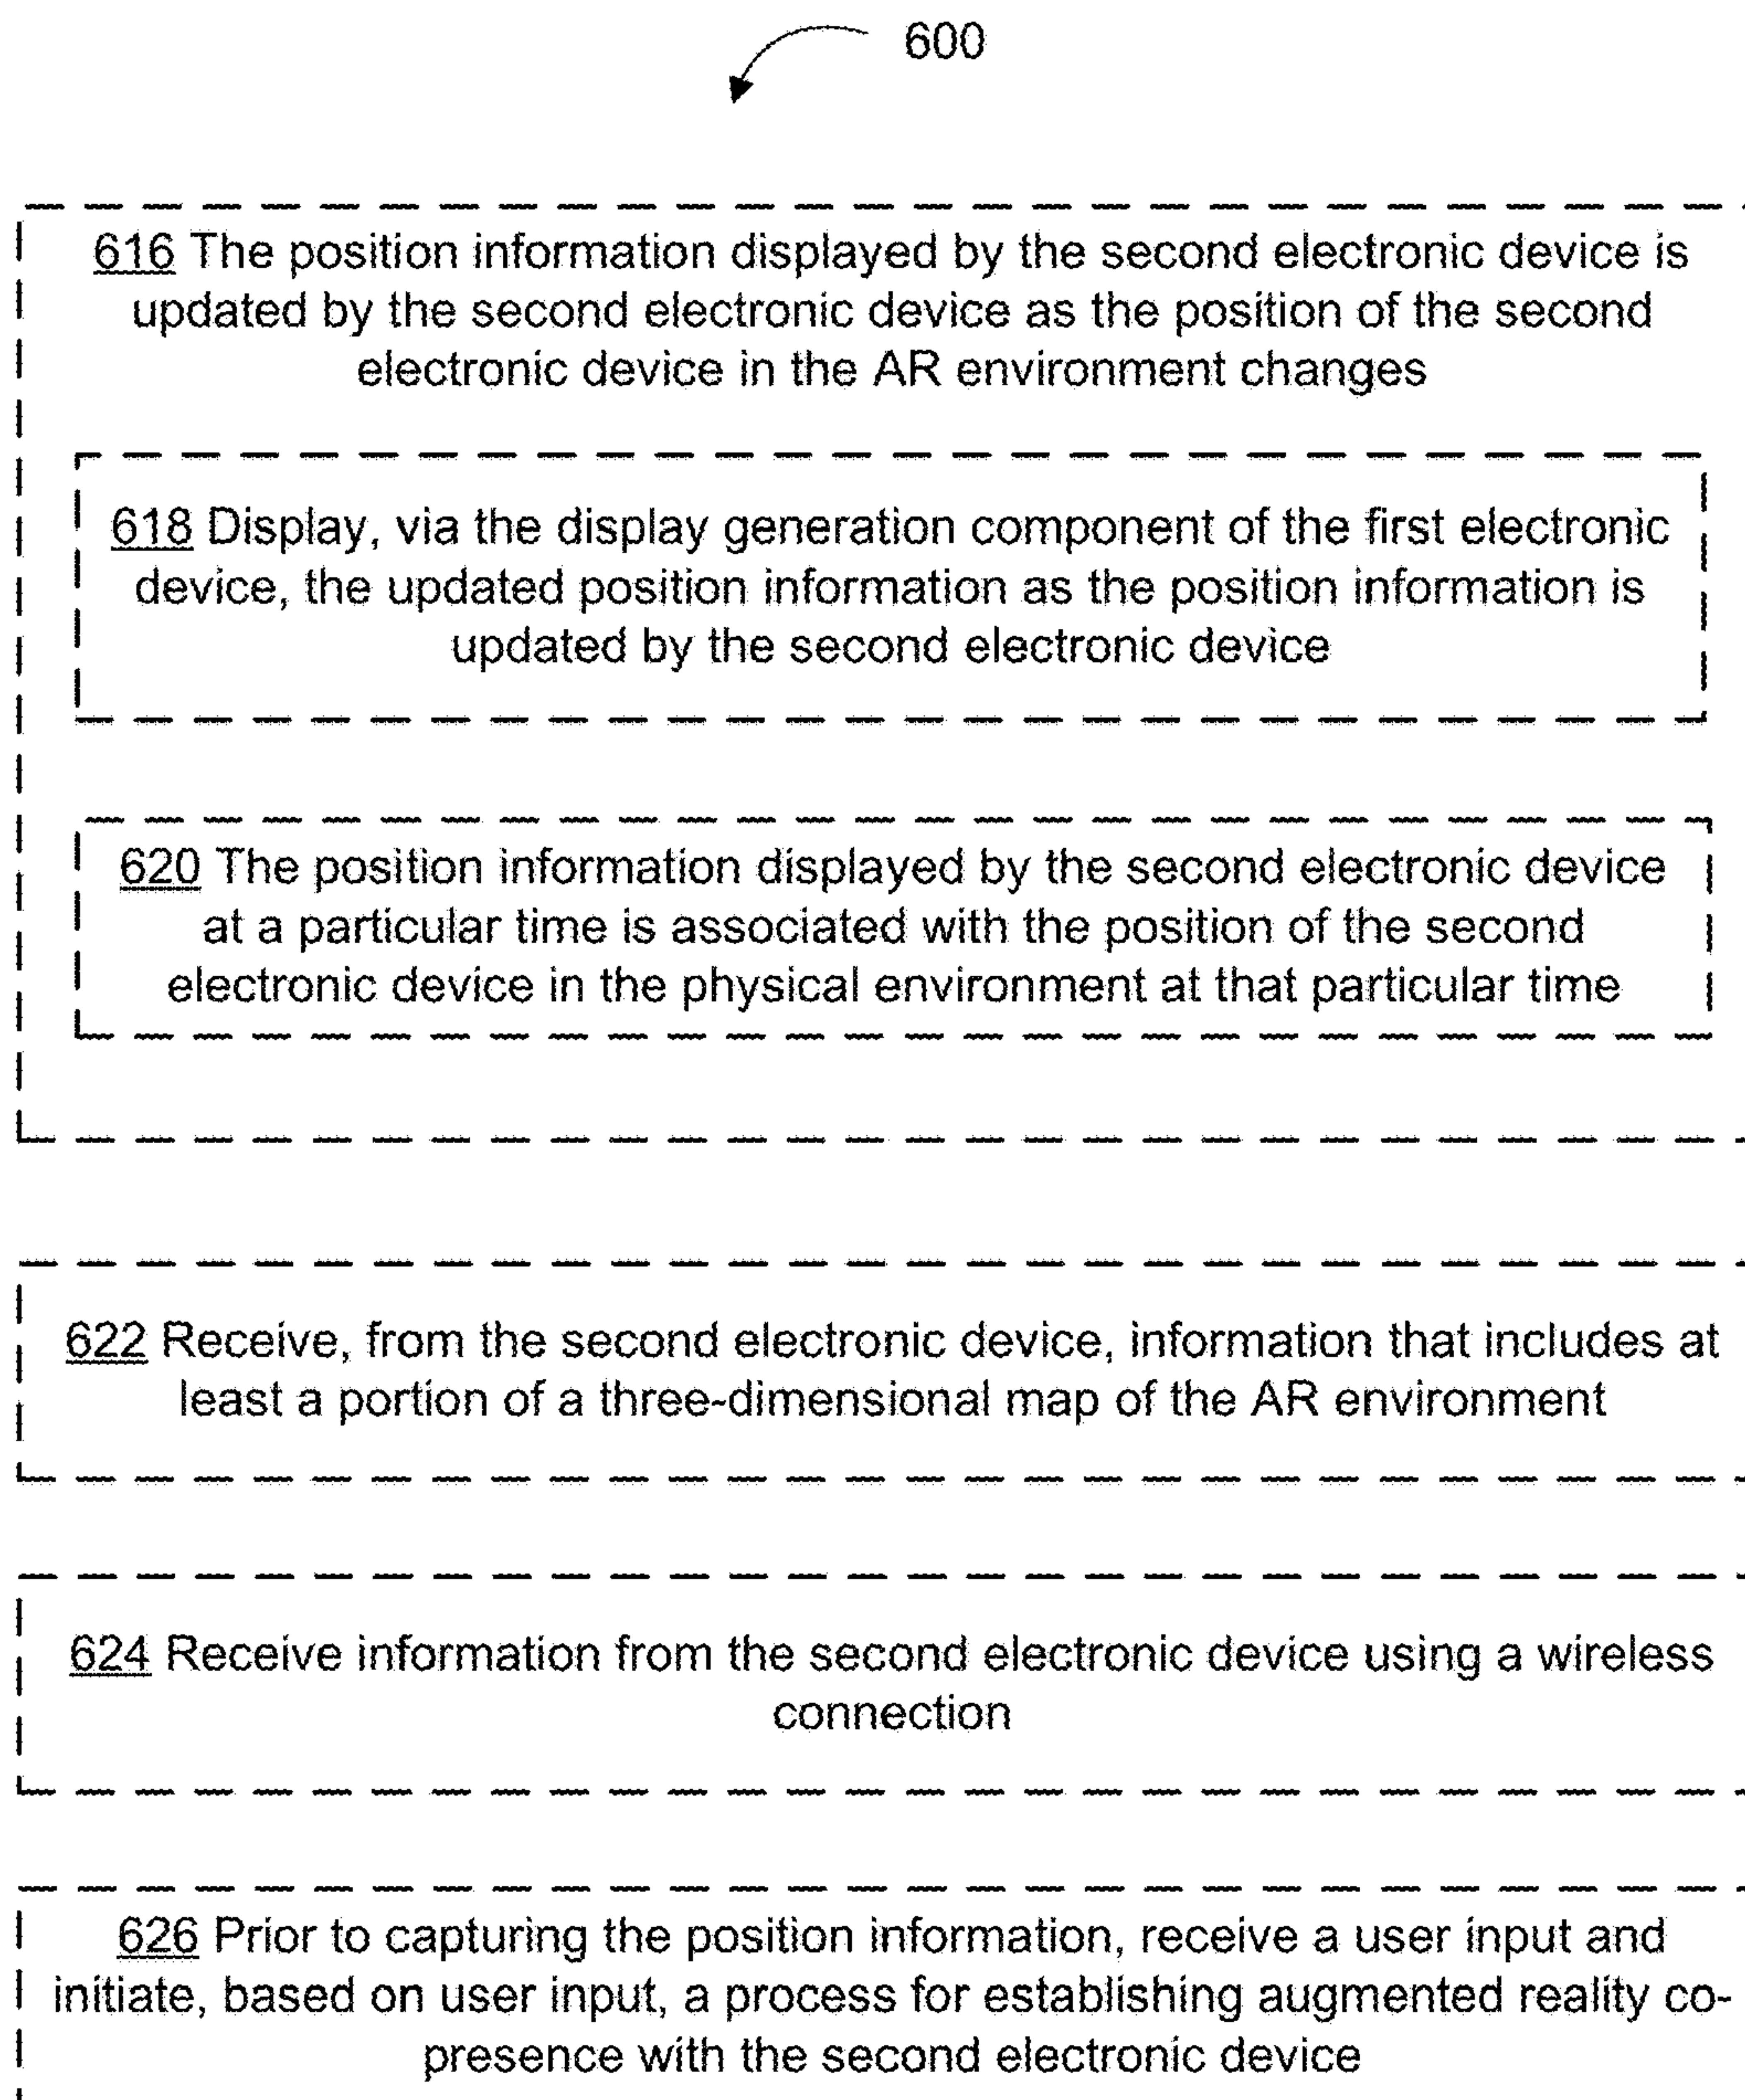 600
616 The position information displayed by the second electronic device is
updated by the second electronic device as the position of the second
electronic device in the AR environment changes
618 Display, via the display generation component of the first electronic
device, the updated position information as the position information is
updated by the second electronic device
620 The position information displayed by the second electronic device
at a particular time is associated with the position of the second
electronic device in the physical environment at that particular time
622 Receive, from the second electronic device, information that includes at
least a portion of a three-dimensional map of the AR environment
624 Receive information from the second electronic device using a wireless
connection
626 Prior to capturing the position information, receive a user input and
initiate, based on user input, a process for establishing augmented reality co-
presence with the second electronic device